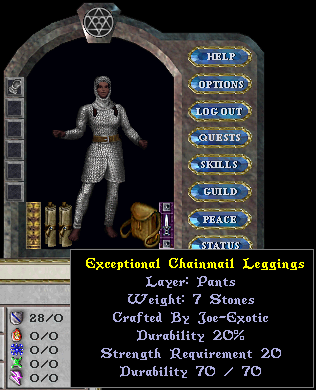 HELP
OPTIONS
LOG OUT
QUESTS
SKILLS
GUILD
PEACE
STATUS
Exceptional Chainmail Leggings
Layer: Pants
Weight: 7 Stones
Crafted By Joe-Exotic
Durability 20%
Strength Requirement 20
Durability 70 / 70
28/0
0/0
0/0
0/0
0/0